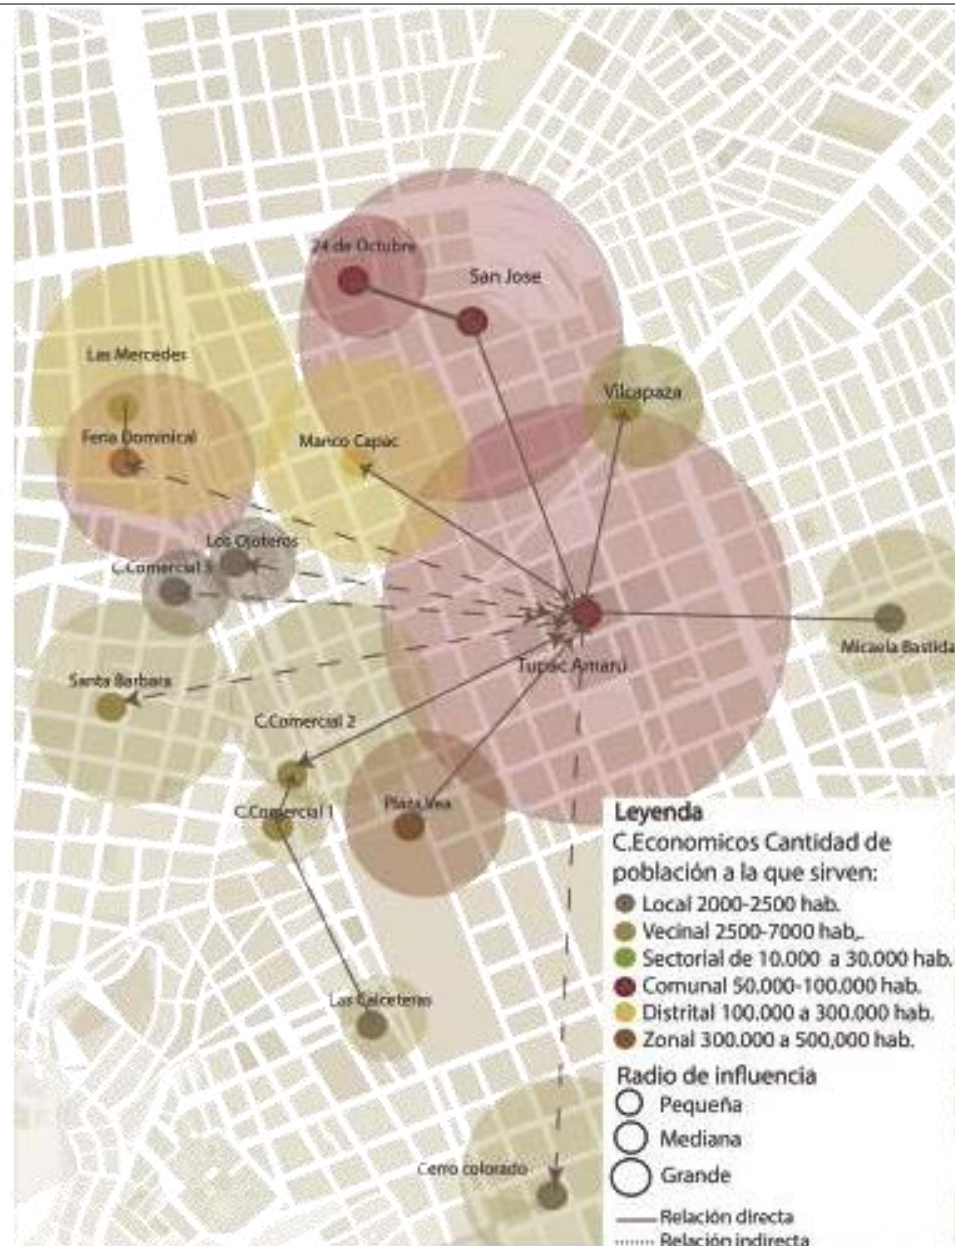 24 de Octubre
San Jose
Las Mercedes
Vilcapaza
Feria Dominical
Manco Capac
Los Ojoteros
C.Comercial 3
Micaela Bastida
Tupac Amaru
Santa Barbara
C.Comercial 2
Plaza Vea
C.Comercial 1
Las Calceteras
Cerro colorado
Leyenda
C.Economicos Cantidad de
población a la que sirven:
Local 2000-2500 hab.
Vecinal 2500-7000 hab,.
Sectorial de 10.000 a 30.000 hab.
Comunal 50.000-100.000 hab.
Distrital 100.000 a 300.000 hab.
Zonal 300.000 a 500,000 hab.
Radio de influencia
Pequeña
Mediana
Grande
Relación directa
Relación indirecta